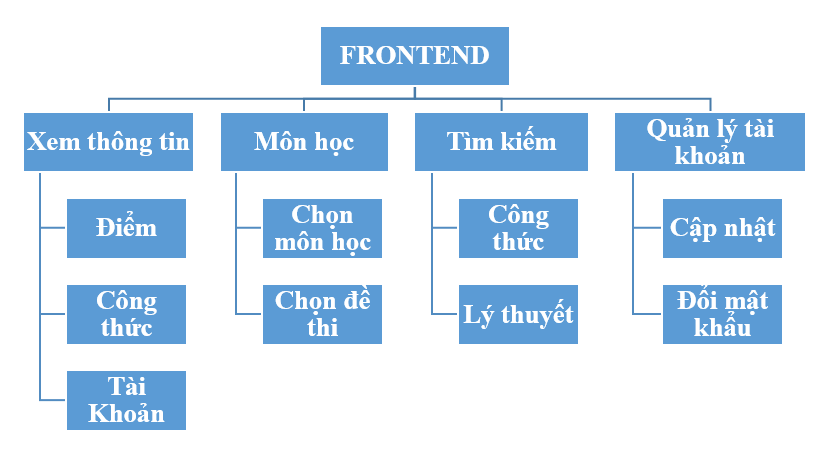 FRONTEND
Xem thông tin
Điểm
Công
thức
Tài
Khoản
Môn học
Chọn
môn học
Chọn đề
thi
Tìm kiếm
Công
thức
Lý thuyết
Quản lý tài
khoản
Cập nhật
Đổi mật
khẩu